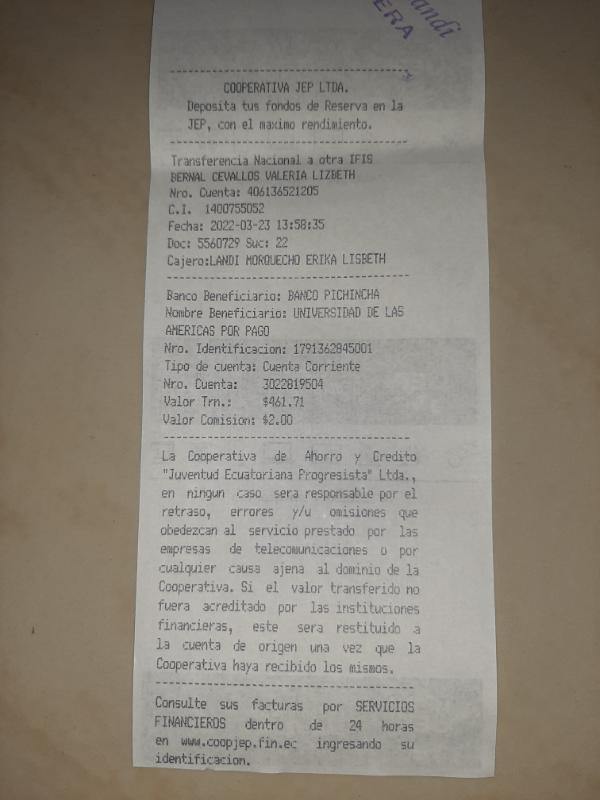 andi
ERA
COOPERATIVA JEP LTDA.
Deposita tus fondos de Reserva en la
JEP, con el maximo rendimiento.
Transferencia Nacional a otra IFIS
BERNAL CEVALLOS VALERIA LIZBETH
Nro. Cuenta: 406136521205
C.I. 1400755052
Fecha: 2022-03-23 13:58:35
Doc: 5560729 Suc: 22
Cajero:LANDI MOROUECHO ERIKA LISBETH
Banco Beneficiario: BANCO PICHINCHA
Nombre Beneficiario: UNIVERSIDAD DE LAS
AMERICAS POR PAGO
Nro. Identificacion: 1791362845001
Tipo de cuenta: Cuenta Corriente
Nro. Cuenta: 3022819504
Valor Trn.: $461.71
Valor Comision: $2.00
La Cooperativa de Ahorro y Credito
"Juventud Ecuatoriana Progresista" Ltda.,
en ningun caso sera responsable por el
retraso, errores y/u omisiones que
obedezcan al servicio prestado por las
empresas de telecomunicaciones o por
cualquier causa ajena al dominio de la
Cooperativa. Si el valor transferido no
fuera acreditado por las instituciones
financieras, este sera restituido a
la cuenta de origen una vez que la
Cooperativa haya recibido los mismos.
Consulte sus facturas por SERVICIOS
FINANCIEROS dentro de 24 horas
en www.coopjep.fin.ec ingresando su
identificacion.